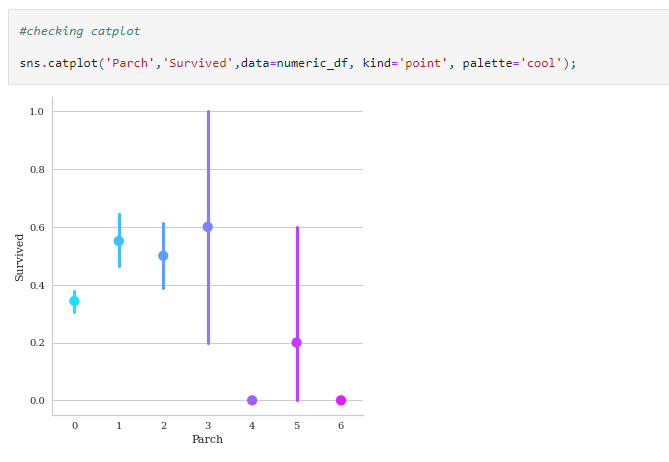 #checking catplot
sns.catplot('Parch','Survived',data=numeric_df, kind='point', palette='cool');
1.0
0.8
0.6
0.4
0.2
0.0
Survived
0 1 2 3 4 5 6
Parch